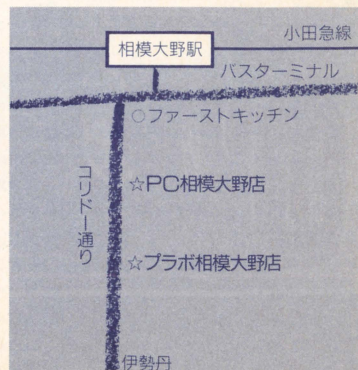 小田急線
相模大野駅
バスターミナル
○ファーストキッチン
コリドー通り
☆PC相模大野店
☆プラボ相模大野店
伊勢丹